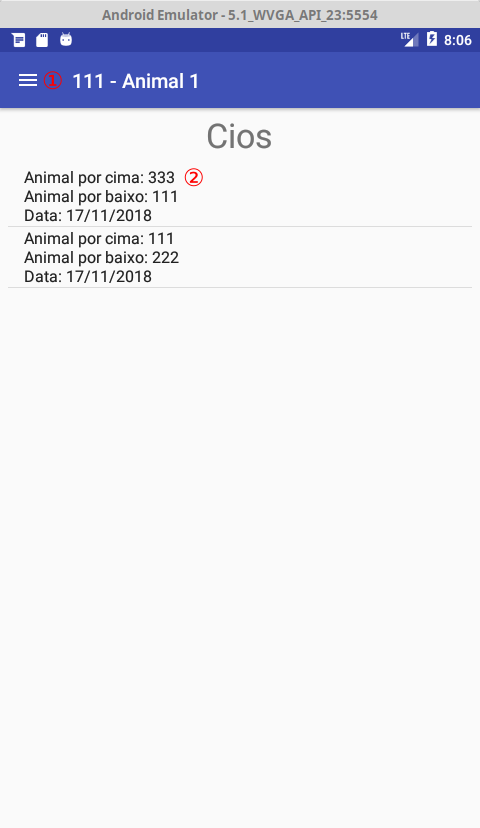 Android Emulator - 5.1_WVGA_API_23:5554
LTE 8:06
① 111 - Animal 1
Cios
Animal por cima: 333 ②
Animal por baixo: 111
Data: 17/11/2018
Animal por cima: 111
Animal por baixo: 222
Data: 17/11/2018